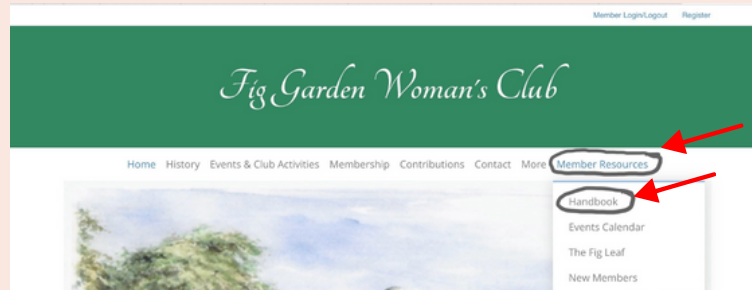 Member Login/Logout Register
Fig Garden Woman's Club
Home History Events & Club Activities Membership Contributions Contact More Member Resources
Handbook
Events Calendar
The Fig Leaf
New Members